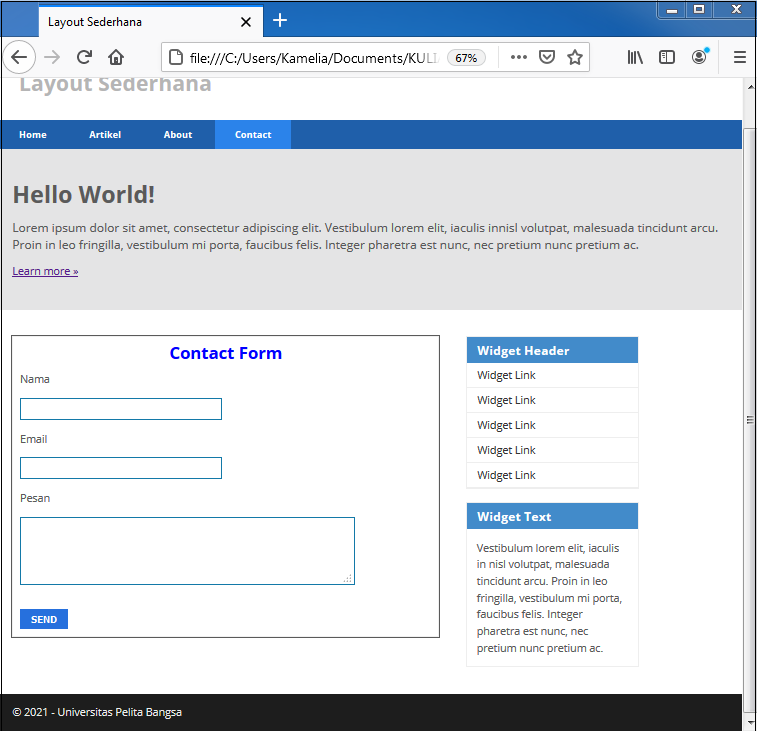 Layout Sederhana
file:///C:/Users/Kamelia/Documents/KULI
67%
Layout Sederhana
Home Artikel About Contact
Hello World!
Lorem ipsum dolor sit amet, consectetur adipiscing elit. Vestibulum lorem elit, iaculis innisl volutpat, malesuada tincidunt arcu.
Proin in leo fringilla, vestibulum mi porta, faucibus felis. Integer pharetra est nunc, nec pretium nunc pretium ac.
Learn more »
Contact Form
Nama
Email
Pesan
SEND
Widget Header
Widget Link
Widget Link
Widget Link
Widget Link
Widget Link
Widget Text
Vestibulum lorem elit, iaculis
in nisl volutpat, malesuada
tincidunt arcu. Proin in leo
fringilla, vestibulum mi porta,
faucibus felis. Integer
pharetra est nunc, nec
pretium nunc pretium ac.
© 2021 - Universitas Pelita Bangsa